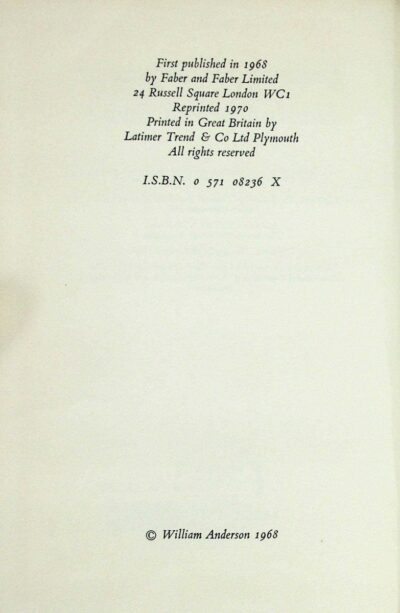 First published in 1968
by Faber and Faber Limited
24 Russell Square London WC1
Reprinted 1970
Printed in Great Britain by
Latimer Trend & Co Ltd Plymouth
All rights reserved
I.S.B.N. 0 571 08236 X
© William Anderson 1968